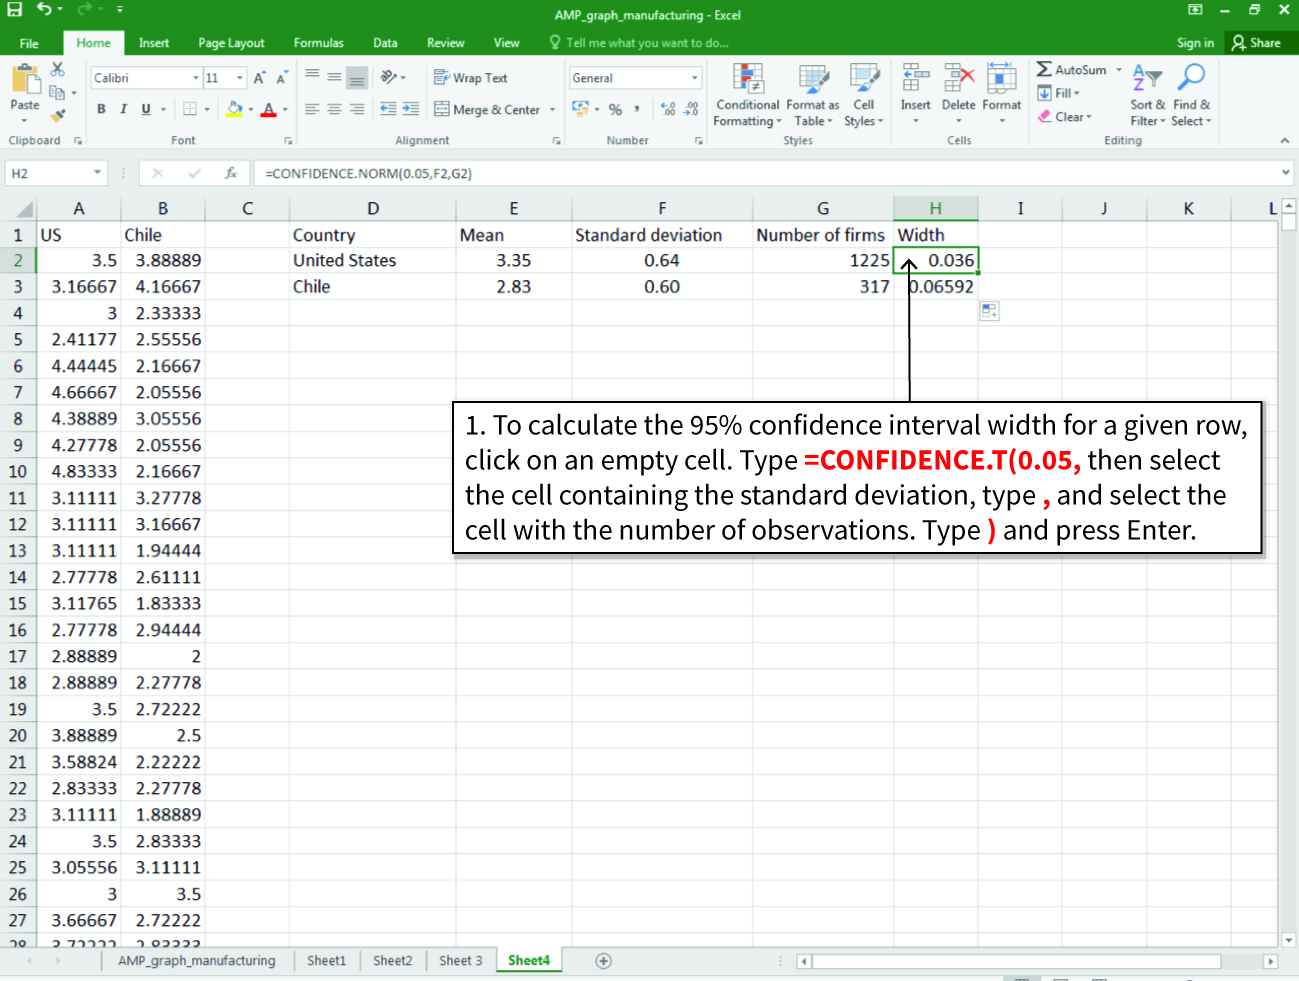 AMP_graph_manufacturing - Excel
File Home Insert Page Layout Formulas Data Review View Tell me what you want to do... Sign in Share
Calibri 11 A A Wrap Text General AutoSum
Paste B I U A Merge & Center % , Conditional Formatting Format as Table Cell Styles Insert Delete Format Fill Clear Sort & Filter Find & Select
Clipboard Font Alignment Number Styles Cells Editing
H2 fx =CONFIDENCE.NORM(0.05,F2,G2)
A B C D E F G H I J K L
1 US Chile Country Mean Standard deviation Number of firms Width
2 3.5 3.88889 United States 3.35 0.64 1225 0.036
3 3.16667 4.16667 Chile 2.83 0.60 317 0.06592
4 3 2.33333
5 2.41177 2.55556
6 4.44445 2.16667
7 4.66667 2.05556
8 4.38889 3.05556
9 4.27778 2.05556
10 4.83333 2.16667
11 3.11111 3.27778
12 3.11111 3.16667
13 3.11111 1.94444
14 2.77778 2.61111
15 3.11765 1.83333
16 2.77778 2.94444
17 2.88889 2
18 2.88889 2.27778
19 3.5 2.72222
20 3.88889 2.5
21 3.58824 2.22222
22 2.83333 2.27778
23 3.11111 1.88889
24 3.5 2.83333
25 3.05556 3.11111
26 3 3.5
27 3.66667 2.72222
28 3.72222 2.83333
1. To calculate the 95% confidence interval width for a given row,
click on an empty cell. Type =CONFIDENCE.T(0.05, then select
the cell containing the standard deviation, type , and select the
cell with the number of observations. Type ) and press Enter.
AMP_graph_manufacturing Sheet1 Sheet2 Sheet 3 Sheet4